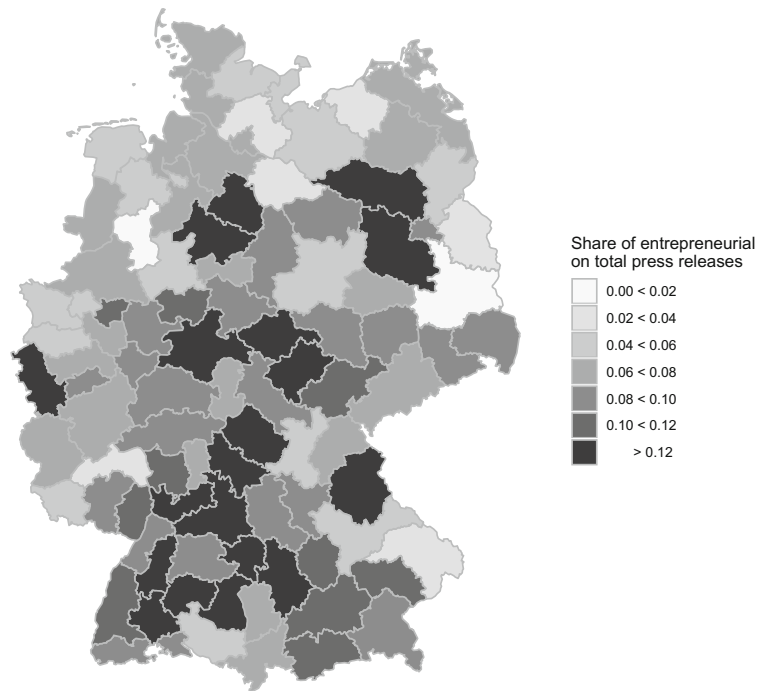 Share of entrepreneurial
on total press releases
0.00 < 0.02
0.02 < 0.04
0.04 < 0.06
0.06 < 0.08
0.08 < 0.10
0.10 < 0.12
> 0.12